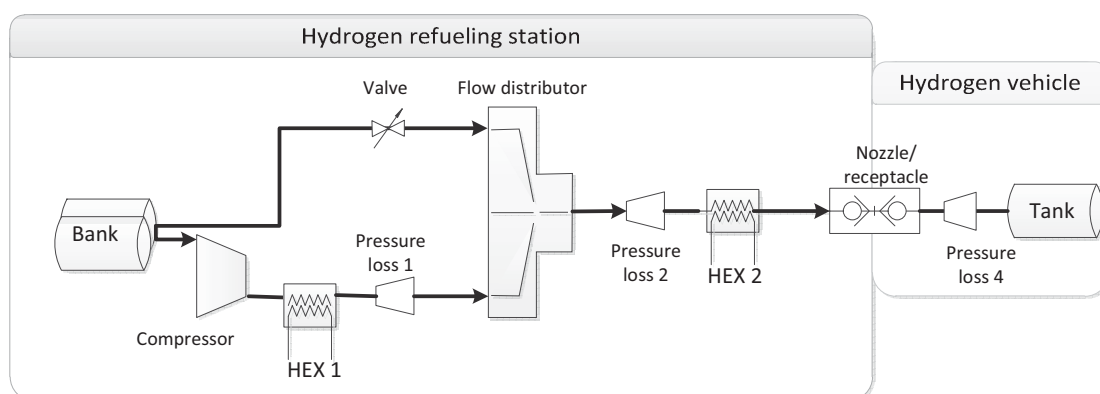 Hydrogen refueling station
Hydrogen vehicle
Valve
Flow distributor
Nozzle/
receptacle
Bank
Tank
Pressure
loss 1
Pressure
loss 2
HEX 2
Pressure
loss 4
Compressor
HEX 1